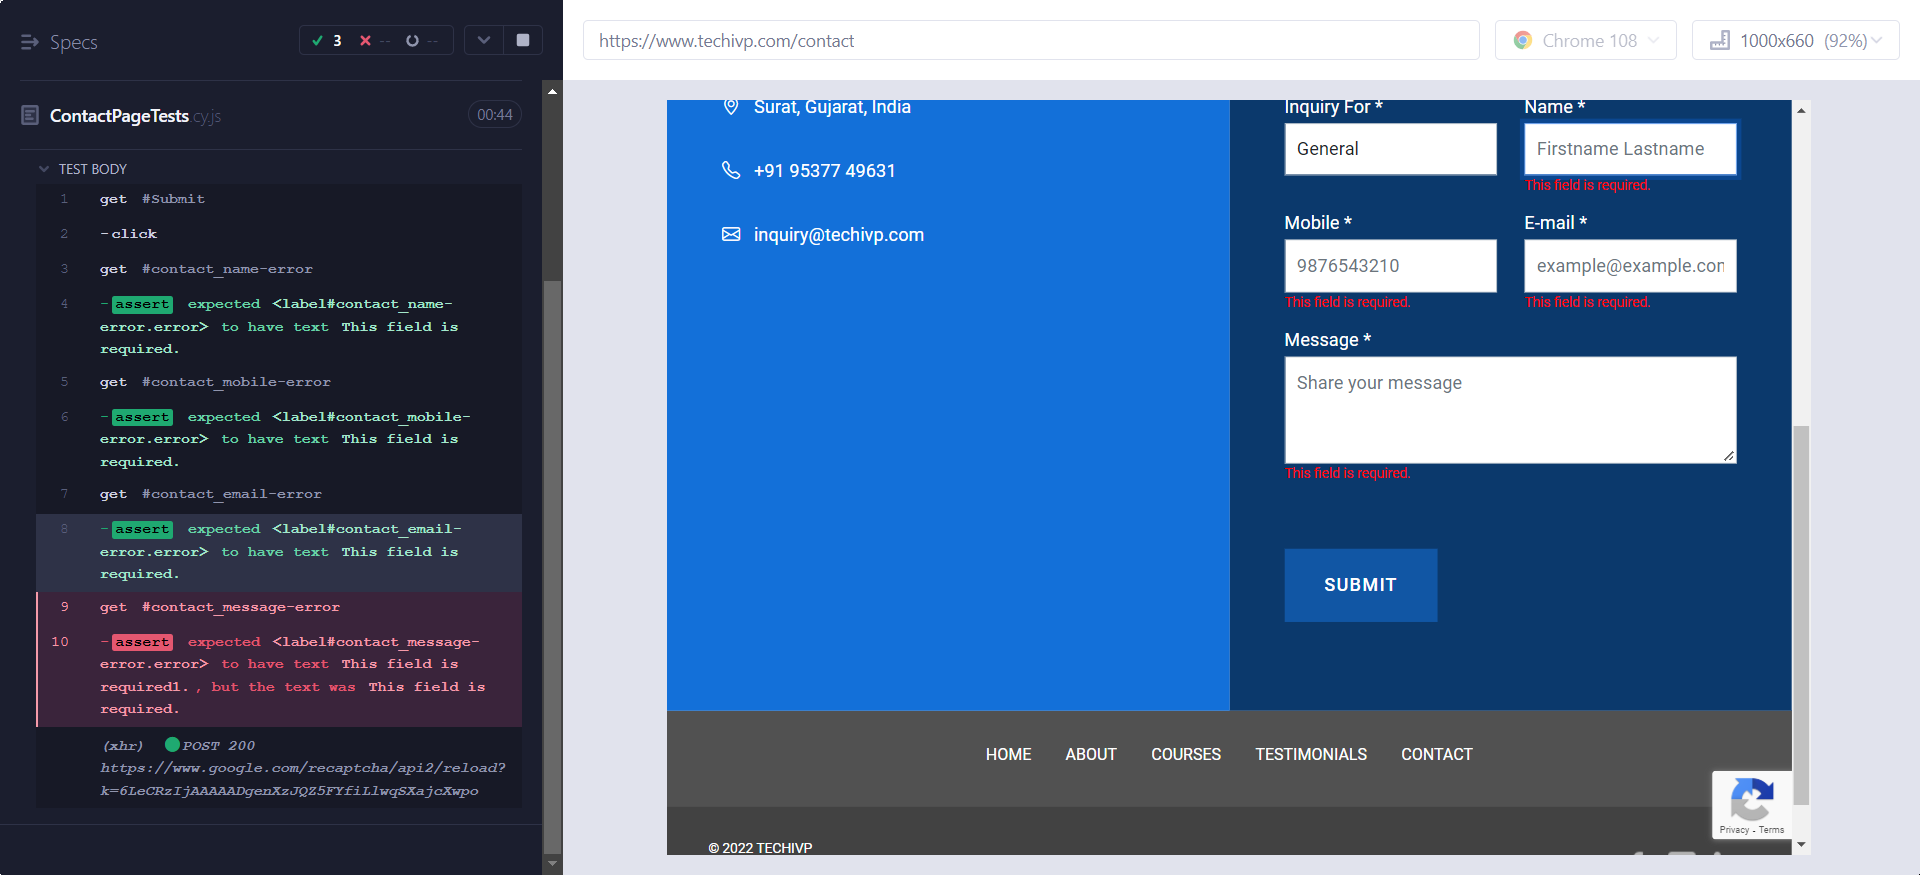 Specs
3 -- --
ContactPageTests.cy.js 00:44
TEST BODY
1 get #Submit
2 -click
3 get #contact_name-error
4 -assert expected <label#contact_name-
error.error> to have text This field is
required.
5 get #contact_mobile-error
6 -assert expected <label#contact_mobile-
error.error> to have text This field is
required.
7 get #contact_email-error
8 -assert expected <label#contact_email-
error.error> to have text This field is
required.
9 get #contact_message-error
10 -assert expected <label#contact_message-
error.error> to have text This field is
required1. , but the text was This field is
required.
(xhr) POST 200
https://www.google.com/recaptcha/api2/reload?
k=6LeCRzIjAAAAADgenXzJQZ5FYfiLlwqSXajcXwpo
https://www.techivp.com/contact
Chrome 108
1000x660 (92%)
Surat, Gujarat, India
+91 95377 49631
inquiry@techivp.com
Inquiry For *
General
Name *
Firstname Lastname
This field is required.
Mobile *
9876543210
This field is required.
E-mail *
example@example.con
This field is required.
Message *
Share your message
This field is required.
SUBMIT
HOME ABOUT COURSES TESTIMONIALS CONTACT
Privacy - Terms
© 2022 TECHIVP